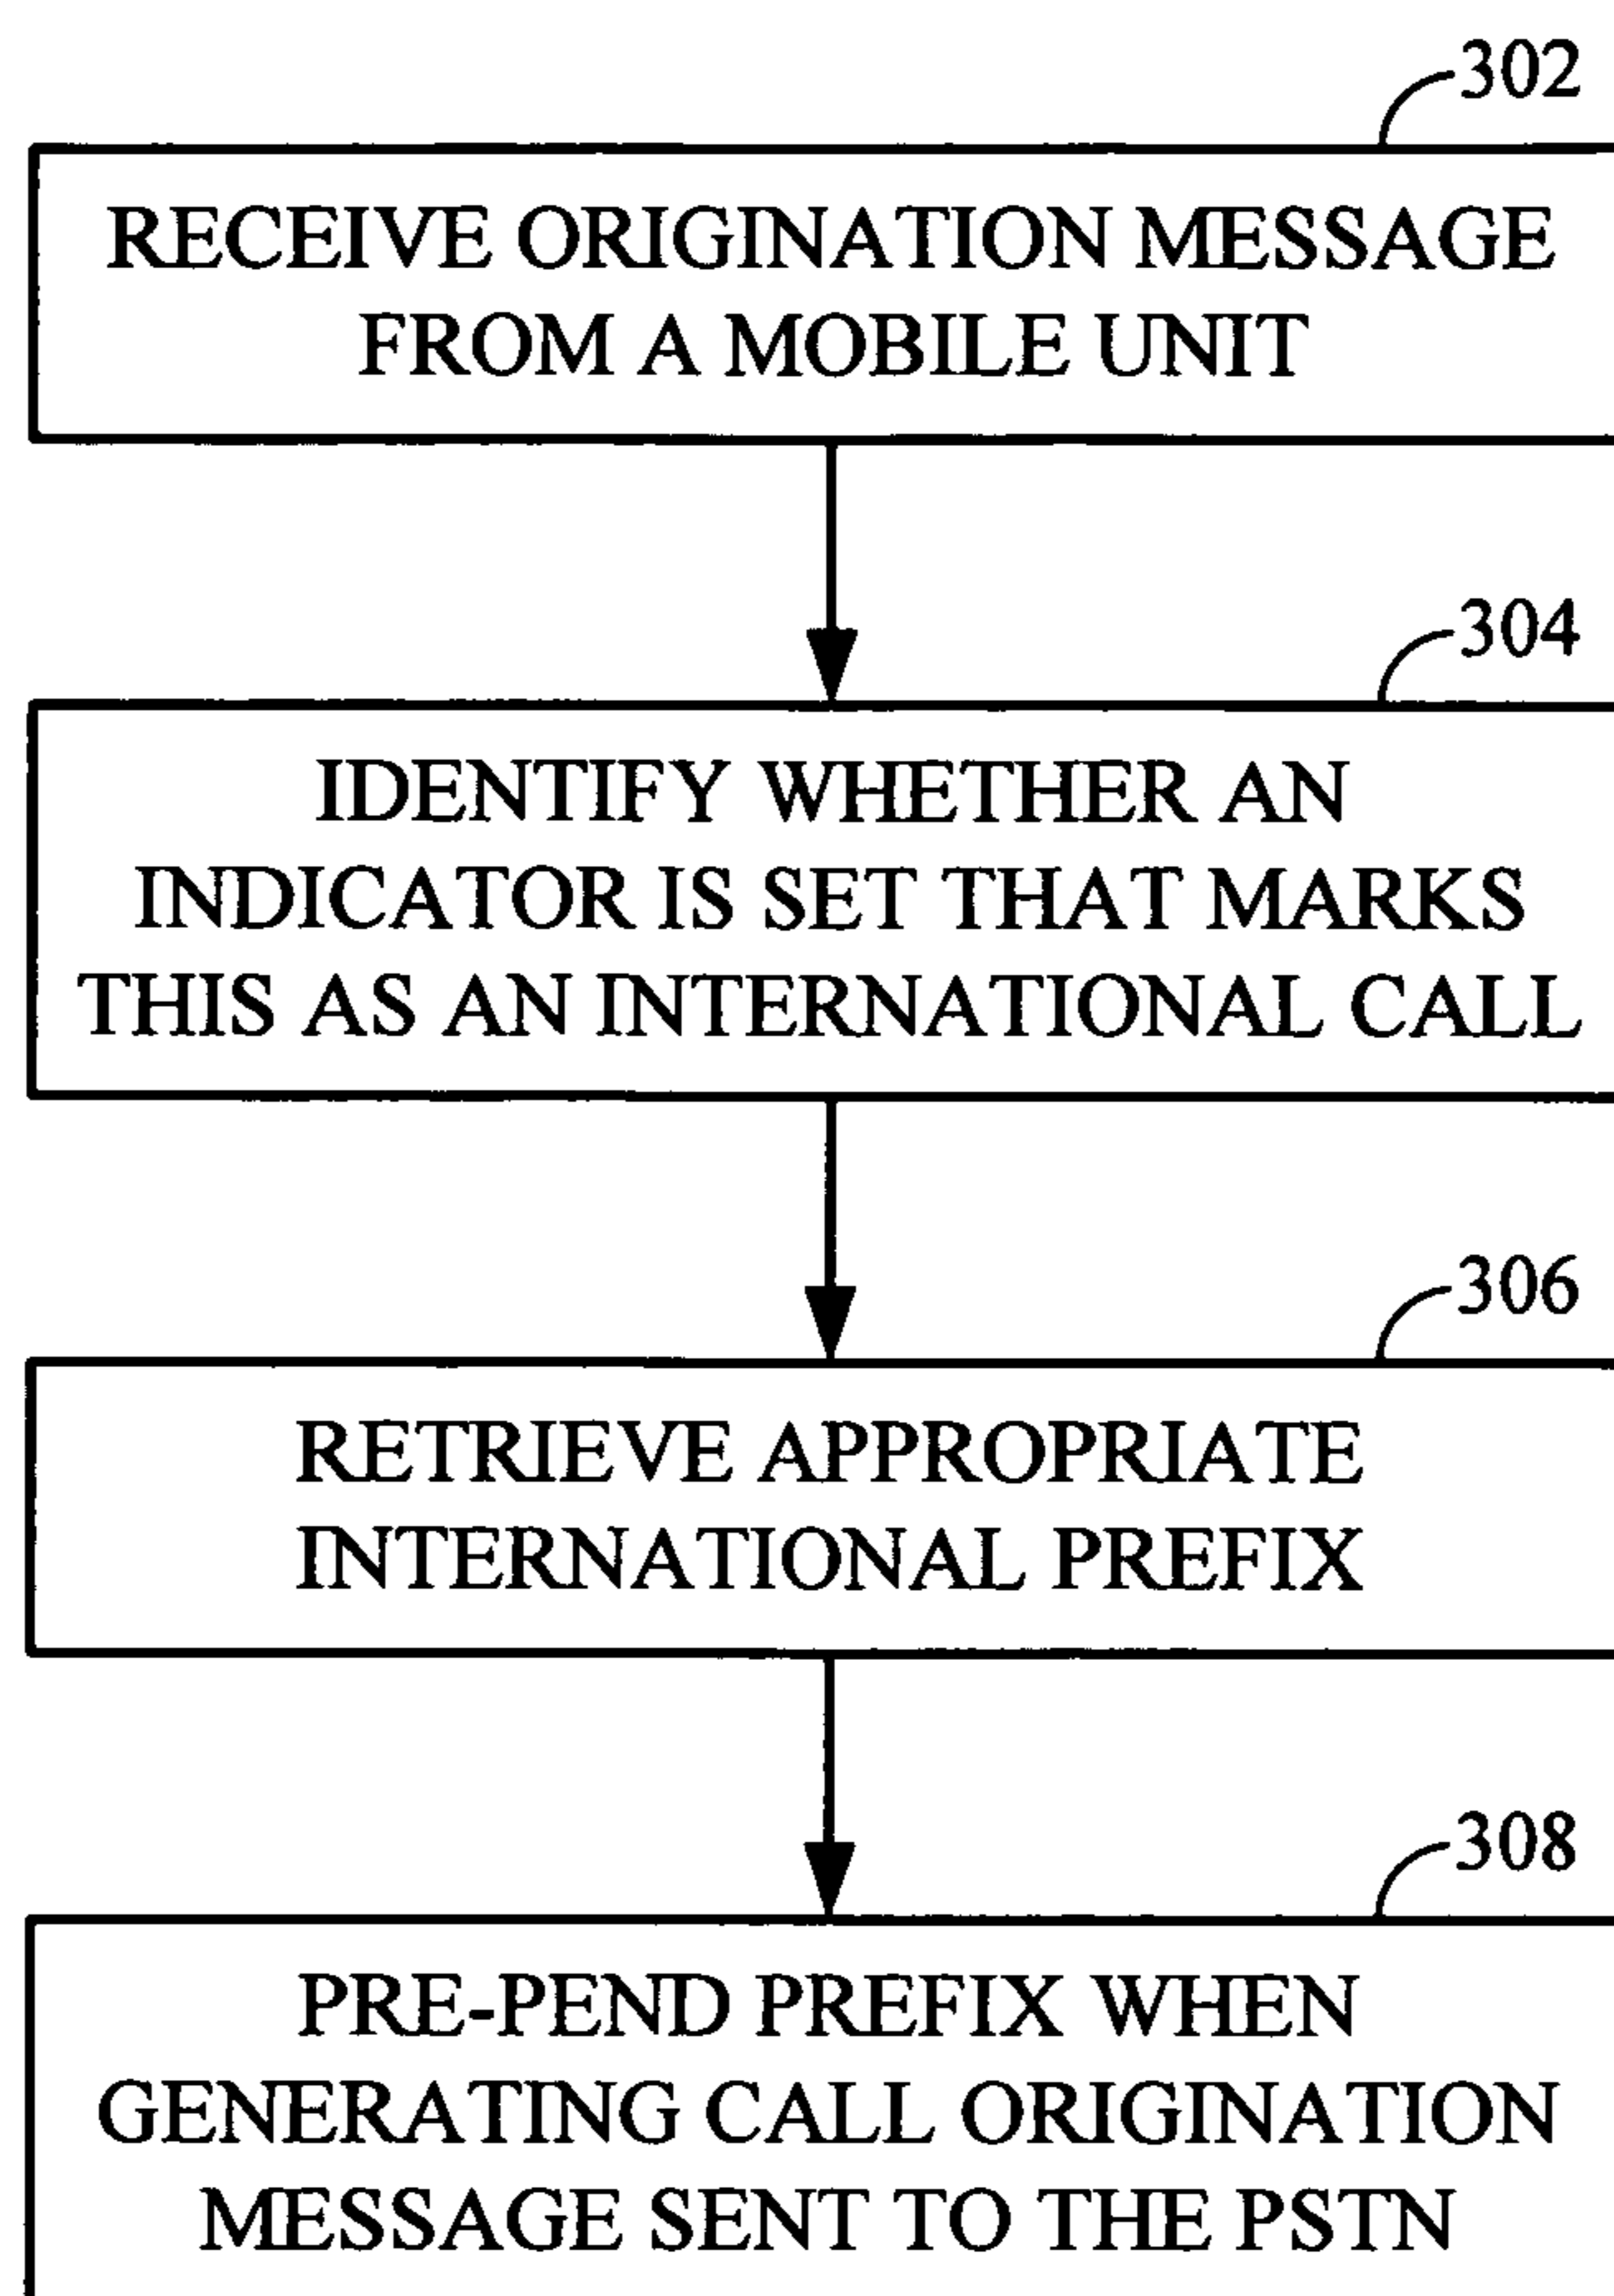 302
RECEIVE ORIGINATION MESSAGE
FROM A MOBILE UNIT
304
IDENTIFY WHETHER AN
INDICATOR IS SET THAT MARKS
THIS AS AN INTERNATIONAL CALL
306
RETRIEVE APPROPRIATE
INTERNATIONAL PREFIX
308
PRE-PEND PREFIX WHEN
GENERATING CALL ORIGINATION
MESSAGE SENT TO THE PSTN